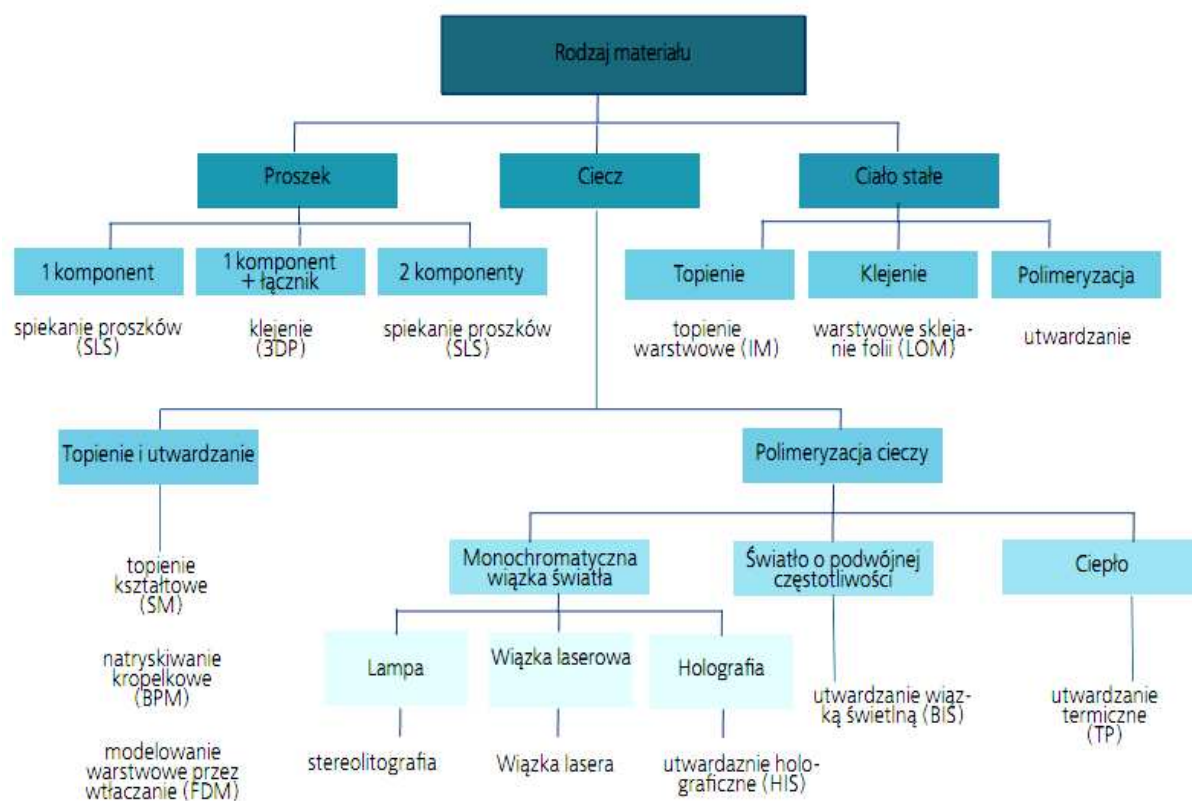 Rodzaj materiału
Proszek
Ciecz
Ciało stałe
1 komponent
1 komponent
+ łącznik
2 komponenty
Topienie
Klejenie
Polimeryzacja
spiekanie proszków
(SLS)
klejenie
(3DP)
spiekanie proszków
(SLS)
topienie
warstwowe (IM)
warstwowe skleja-
nie folii (LOM)
utwardzanie
Topienie i utwardzanie
Polimeryzacja cieczy
topienie
kształtowe
(SM)
natryskiwanie
kropelkowe
(BPM)
modelowanie
warstwowe przez
wtłaczanie (FDM)
Monochromatyczna
wiązka światła
Światło o podwójnej
częstotliwości
Ciepło
Lampa
Wiązka laserowa
Holografia
stereolitografia
Wiązka lasera
utwardaznie holo-
graficzne (HIS)
utwardzanie wiąz-
ką świetlną (BIS)
utwardzanie
termiczne
(TP)